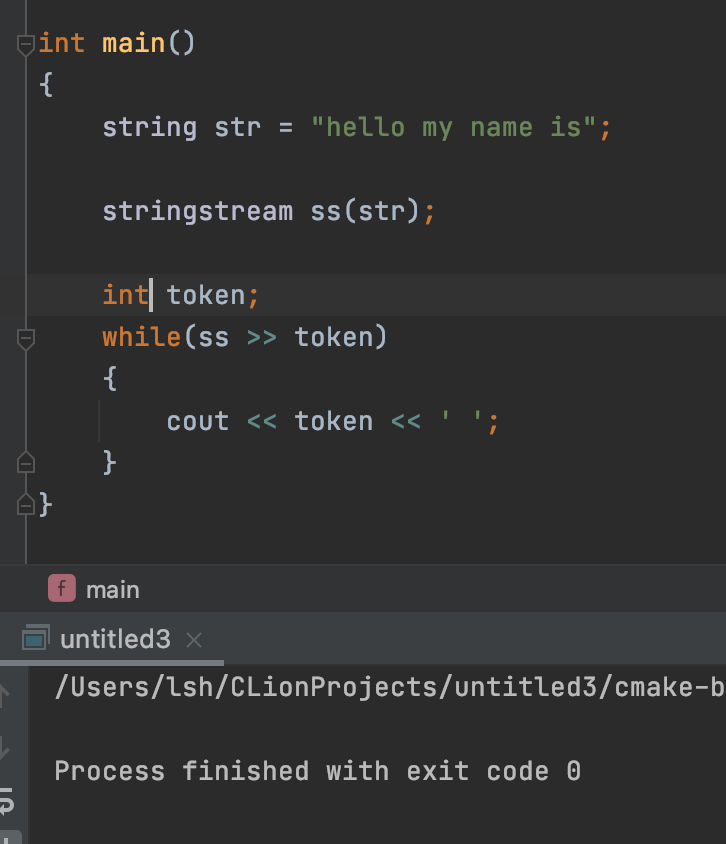 int main()
{
string str = "hello my name is";
stringstream ss(str);
int token;
while(ss >> token)
{
cout << token << ' ';
}
}
f main
untitled3 ×
/Users/lsh/CLionProjects/untitled3/cmake-b
Process finished with exit code 0